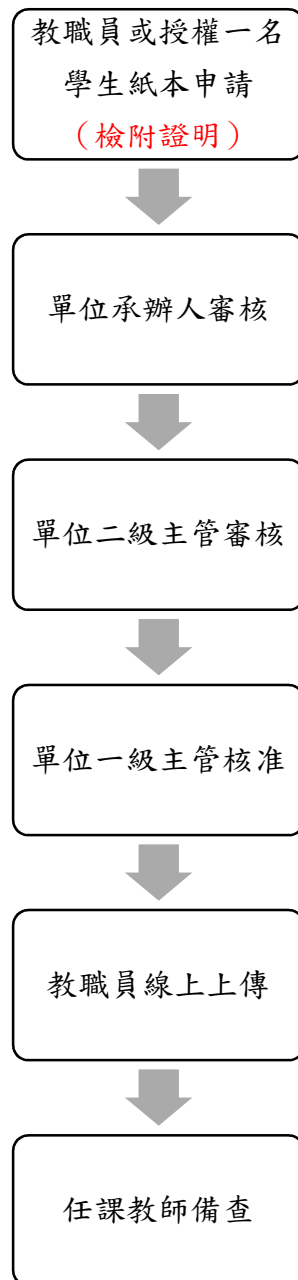 教職員或授權一名
學生紙本申請
（檢附證明）
單位承辦人審核
單位二級主管審核
單位一級主管核准
教職員線上上傳
任課教師備查